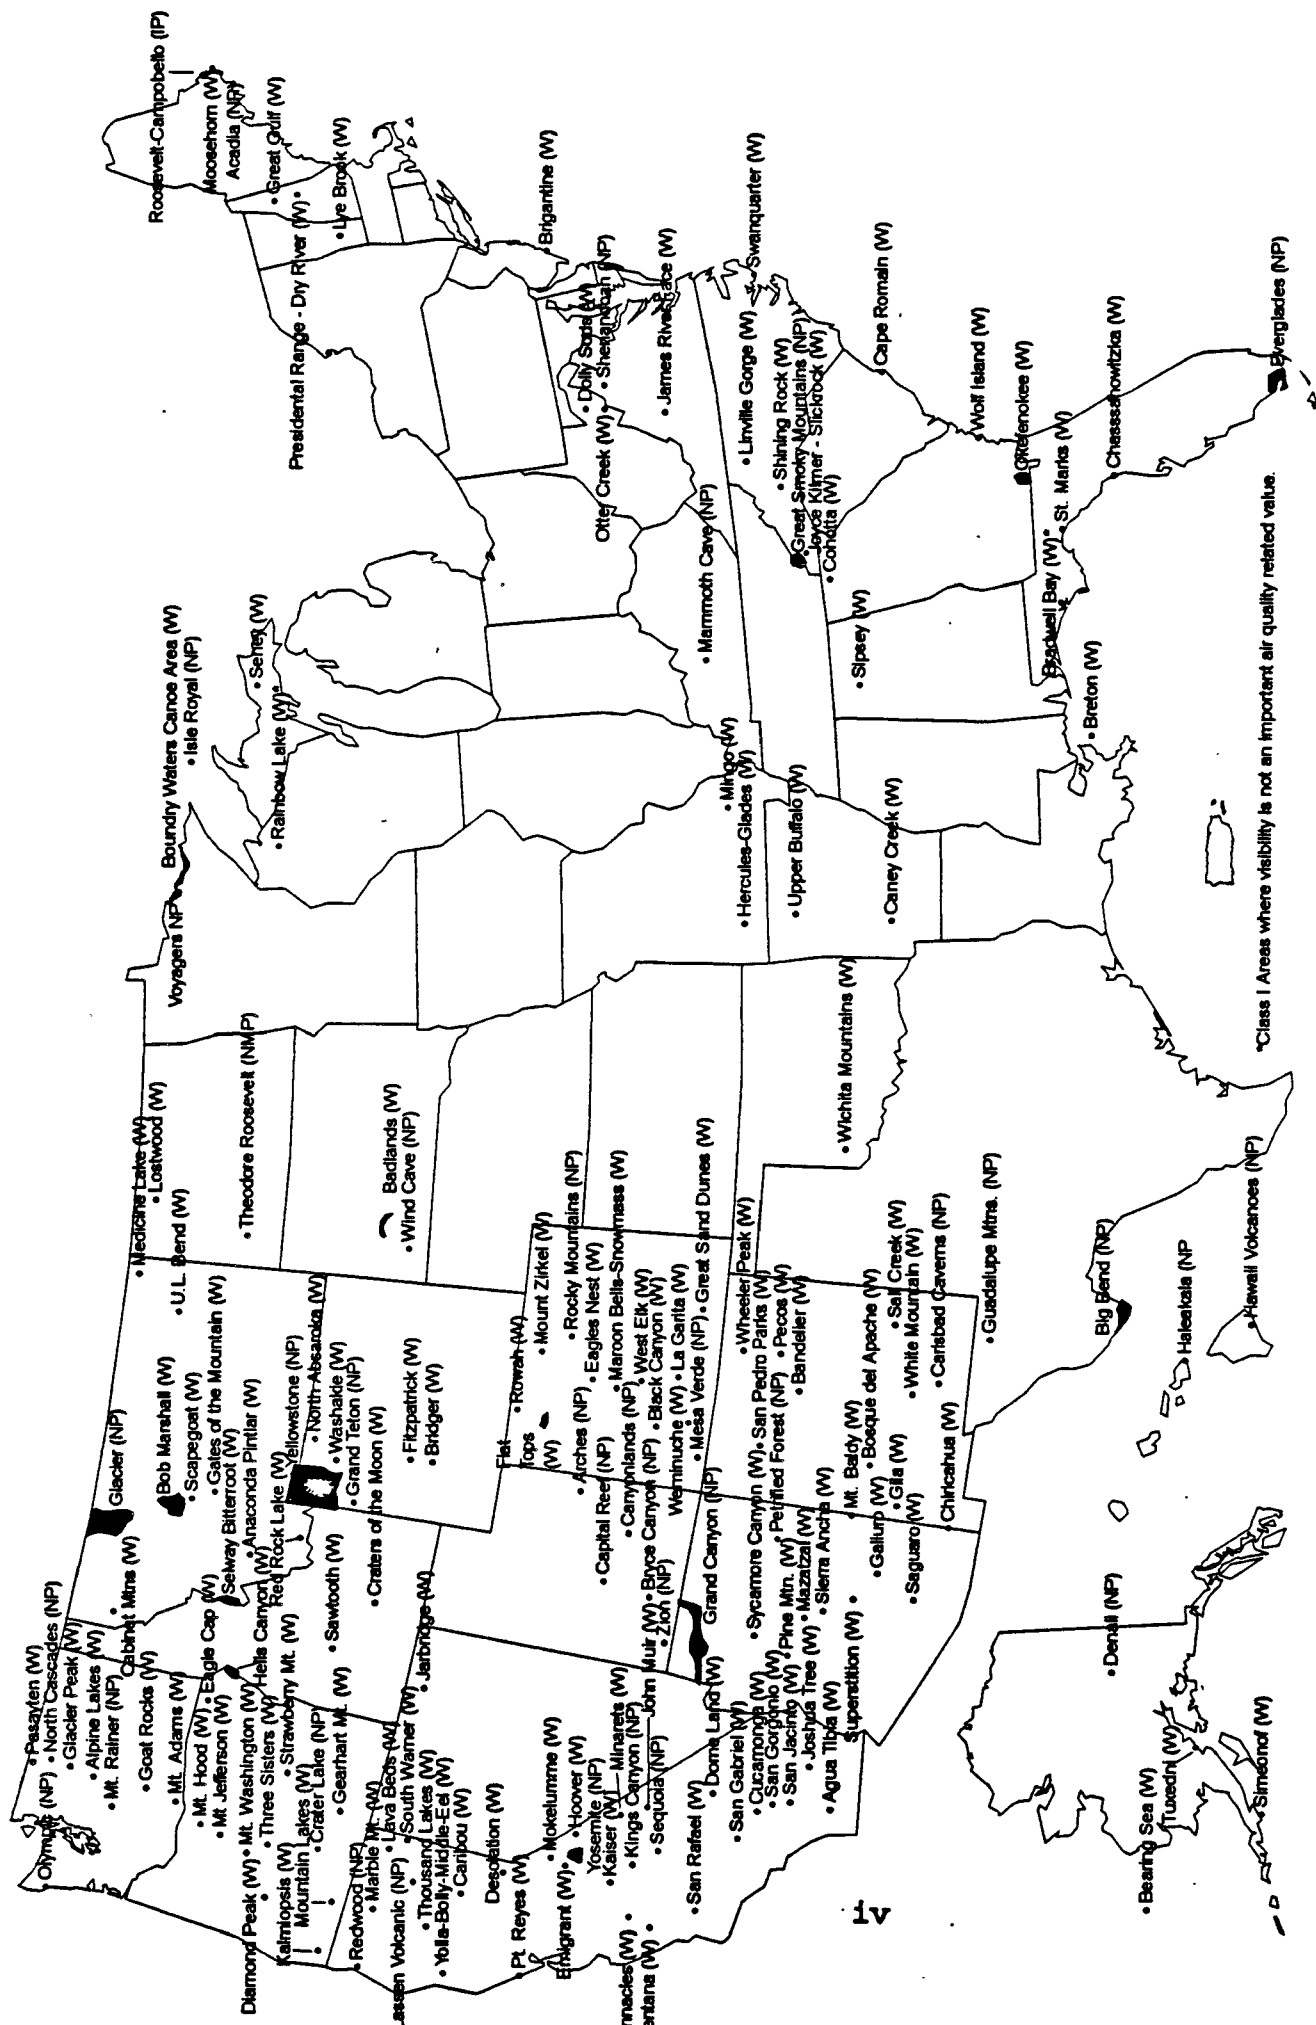 Pasayten (W)
Olympic (NP)
North Cascades (NP)
Glacier Peak (W)
Alpine Lakes (W)
Mt. Rainer (NP)
Goat Rocks (W)
Mt. Adams (W)
Cabinet Mtns (W)
Glacier (NP)
Bob Marshall (W)
Scapegoat (W)
Gates of the Mountain (W)
Selway Bitterroot (W)
Anaconda Pintar (W)
Red Rock Lake (W)
Yellowstone (NP)
North Absaroka (W)
Washakie (W)
Grand Teton (NP)
Craters of the Moon (W)
Fitzpatrick (W)
Bridger (W)
Medicine Lake (W)
Lostwood (W)
U.L. Bend (W)
Theodore Roosevelt (NMP)
Badlands (W)
Wind Cave (NP)
Voyagers NP
Boundry Waters Canoe Area (W)
Isle Royal (NP)
Seney (W)
Rainbow Lake (W)*
Roosevelt-Campobello (IP)
Moosehorn (W)
Acadia (NP)
Great Gulf (W)
Presidental Range - Dry River (W)
Lye Brook (W)
Brigantine (W)
Dolly Sods (W)
Shenandoah (NP)
Otter Creek (W)
James River Face (W)
Mammoth Cave (NP)
Linville Gorge (W)
Swanquarter (W)
Shining Rock (W)
Great Smoky Mountains (NP)
Joyce Kilmer - Slickrock (W)
Cohotta (W)
Cape Romain (W)
Wolf Island (W)
Okefenokee (W)
St. Marks (W)
Bradwell Bay (W)*
Chasssahowitzka (W)
Everglades (NP)
Sipsey (W)
Breton (W)
Mingo (W)
Hercules-Glades (W)
Upper Buffalo (W)
Caney Creek (W)
Wichita Mountains (W)
Mt. Hood (W)
Eagle Cap (W)
Mt Jefferson (W)
Hells Canyon (W)
Diamond Peak (W)
Mt. Washington (W)
Three Sisters (W)
Strawberry Mt. (W)
Kalmiopsis (W)
Mountain Lakes (W)
Crater Lake (NP)
Gearhart Mt. (W)
Sawtooth (W)
Redwood (NP)
Marble Mt. (W)
Lava Beds (W)
South Warner (W)
Jarbridge (W)
assen Volcanic (NP)
Thousand Lakes (W)
Yolla-Bolly-Middle-Eel (W)
Caribou (W)
Desolation (W)
Pt. Reyes (W)
Mokelumme (W)
Emigrant (W)
Hoover (W)
Yosemite (NP)
Kaiser (W)
Minarets (W)
Kings Canyon (NP)
John Muir (W)
Sequoia (NP)
nnacles (W)
entana (W)
San Rafael (W)
Dome Land (W)
San Gabriel (W)
Cucamonga (W)
San Gorgonio (W)
San Jacinto (W)
Joshua Tree (W)
Agua Tibia (W)
Flat
Tops
(W)
Rowah (W)
Mount Zirkel (W)
Rocky Mountains (NP)
Eagles Nest (W)
Maroon Bells-Snowmass (W)
West Elk (W)
Black Canyon (W)
La Garita (W)
Weminuche (W)
Great Sand Dunes (W)
Mesa Verde (NP)
Arches (NP)
Capital Reef (NP)
Canyonlands (NP)
Bryce Canyon (NP)
Zion (NP)
Grand Canyon (NP)
Sycamore Canyon (W)
Petrified Forest (NP)
Pine Mtn. (W)
Mazatzal (W)
Sierra Ancha (W)
Superstition (W)
Mt. Baldy (W)
Galiuro (W)
Gila (W)
Saguaro (W)
Chiricahua (W)
Wheeler Peak (W)
San Pedro Parks (W)
Pecos (W)
Bandelier (W)
Bosque del Apache (W)
Salt Creek (W)
White Mountain (W)
Carlsbad Caverns (NP)
Guadalupe Mtns. (NP)
Big Bend (NP)
Haleakala (NP
Hawaii Volcanoes (NP)
Denali (NP)
Bearing Sea (W)
Tuxedni (W)
Simeonof (W)
*Class I Areas where visibility is not an important air quality related value.
iv